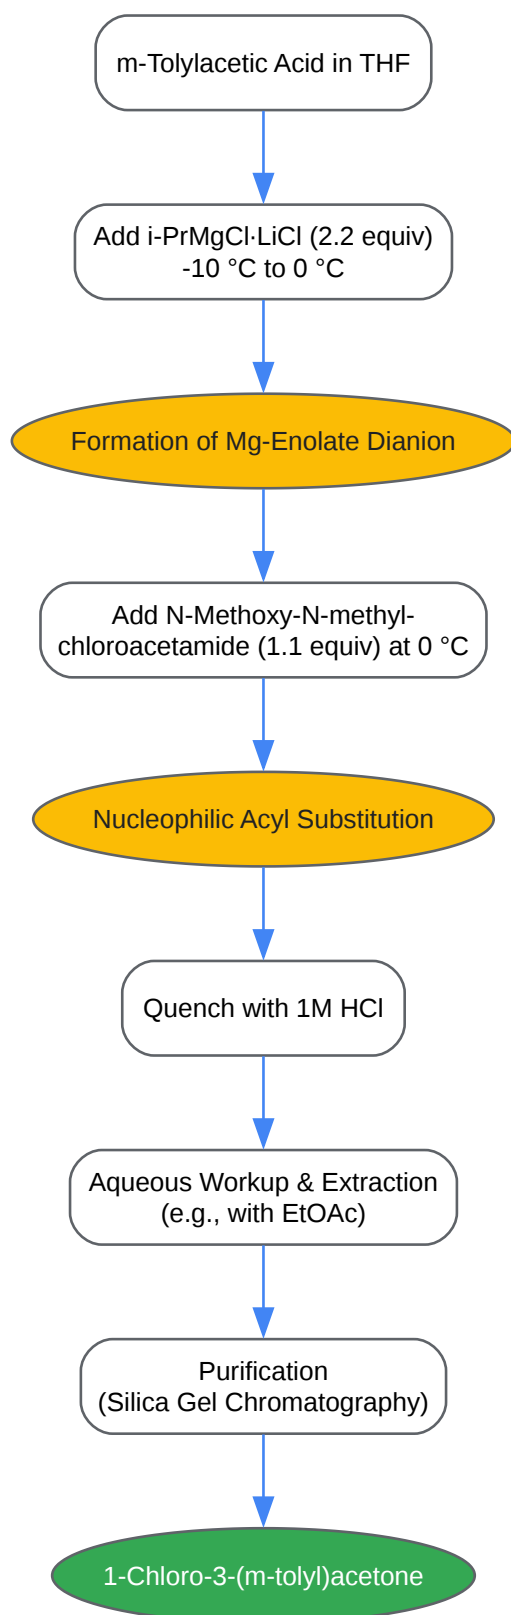 m-Tolylacetic Acid in THF
Add i-PrMgCl·LiCl (2.2 equiv)
-10 °C to 0 °C
Formation of Mg-Enolate Dianion
Add N-Methoxy-N-methyl-
chloroacetamide (1.1 equiv) at 0 °C
Nucleophilic Acyl Substitution
Quench with 1M HCl
Aqueous Workup & Extraction
(e.g., with EtOAc)
Purification
(Silica Gel Chromatography)
1-Chloro-3-(m-tolyl)acetone